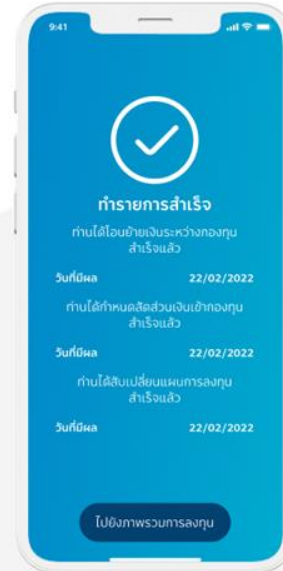 9:41
ทำรายการสำเร็จ
ท่านได้โอนย้ายเงินระหว่างกองทุน
สำเร็จแล้ว
วันที่มีผล 22/02/2022
ท่านได้กำหนดสัดส่วนเงินเข้ากองทุน
สำเร็จแล้ว
วันที่มีผล 22/02/2022
ท่านได้สับเปลี่ยนแผนการลงทุน
สำเร็จแล้ว
วันที่มีผล 22/02/2022
ไปยังภาพรวมการลงทุน